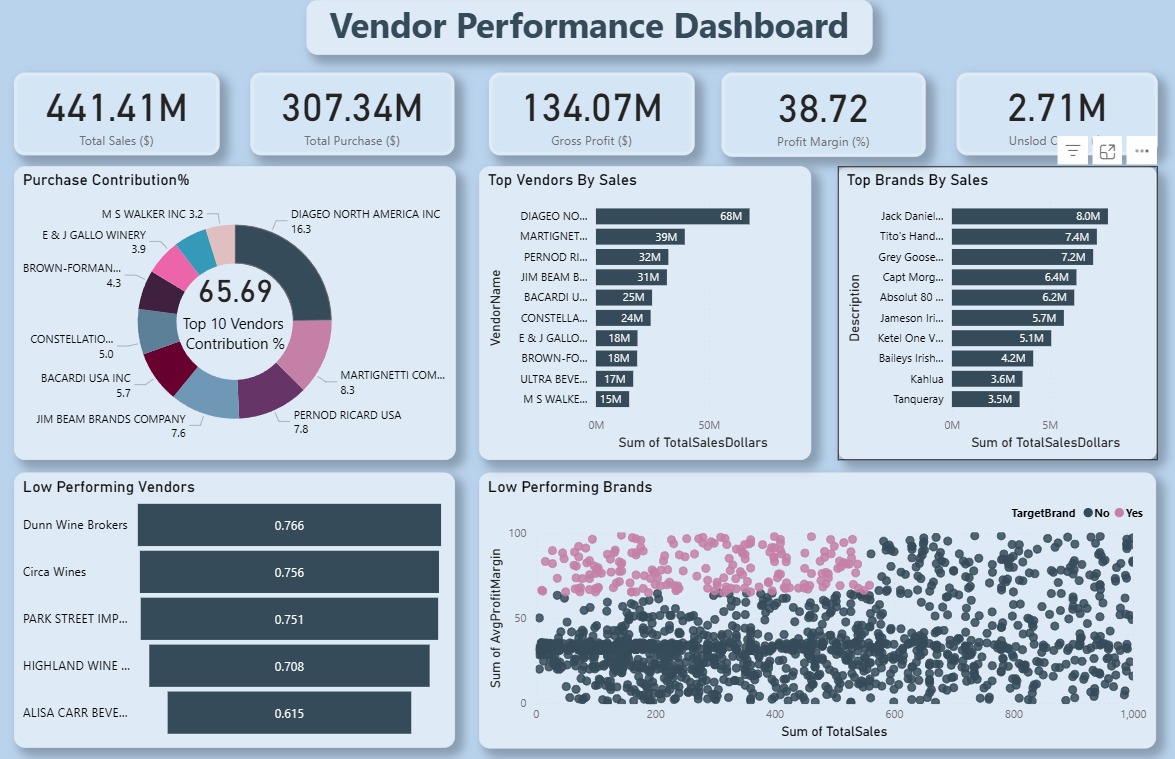 Vendor Performance Dashboard
441.41M
Total Sales ($)
307.34M
Total Purchase ($)
134.07M
Gross Profit ($)
38.72
Profit Margin (%)
2.71M
Unslod C
Purchase Contribution%
M S WALKER INC 3.2
E & J GALLO WINERY
3.9
BROWN-FORMAN...
4.3
CONSTELLATIO...
5.0
BACARDI USA INC
5.7
JIM BEAM BRANDS COMPANY
7.6
PERNOD RICARD USA
7.8
MARTIGNETTI COM...
8.3
DIAGEO NORTH AMERICA INC
16.3
65.69
Top 10 Vendors
Contribution %
Top Vendors By Sales
VendorName
DIAGEO NO... 68M
MARTIGNET... 39M
PERNOD RI... 32M
JIM BEAM B... 31M
BACARDI U... 25M
CONSTELLA... 24M
E & J GALLO... 18M
BROWN-FO... 18M
ULTRA BEVE... 17M
M S WALKE... 15M
0M 50M
Sum of TotalSalesDollars
Top Brands By Sales
Description
Jack Daniel... 8.0M
Tito's Hand... 7.4M
Grey Goose... 7.2M
Capt Morg... 6.4M
Absolut 80 ... 6.2M
Jameson Iri... 5.7M
Ketel One V... 5.1M
Baileys Irish... 4.2M
Kahlua 3.6M
Tanqueray 3.5M
0M 5M
Sum of TotalSalesDollars
Low Performing Vendors
Dunn Wine Brokers 0.766
Circa Wines 0.756
PARK STREET IMP... 0.751
HIGHLAND WINE ... 0.708
ALISA CARR BEVE... 0.615
Low Performing Brands
TargetBrand No Yes
Sum of AvgProfitMargin
100
50
0
0 200 400 600 800 1,000
Sum of TotalSales